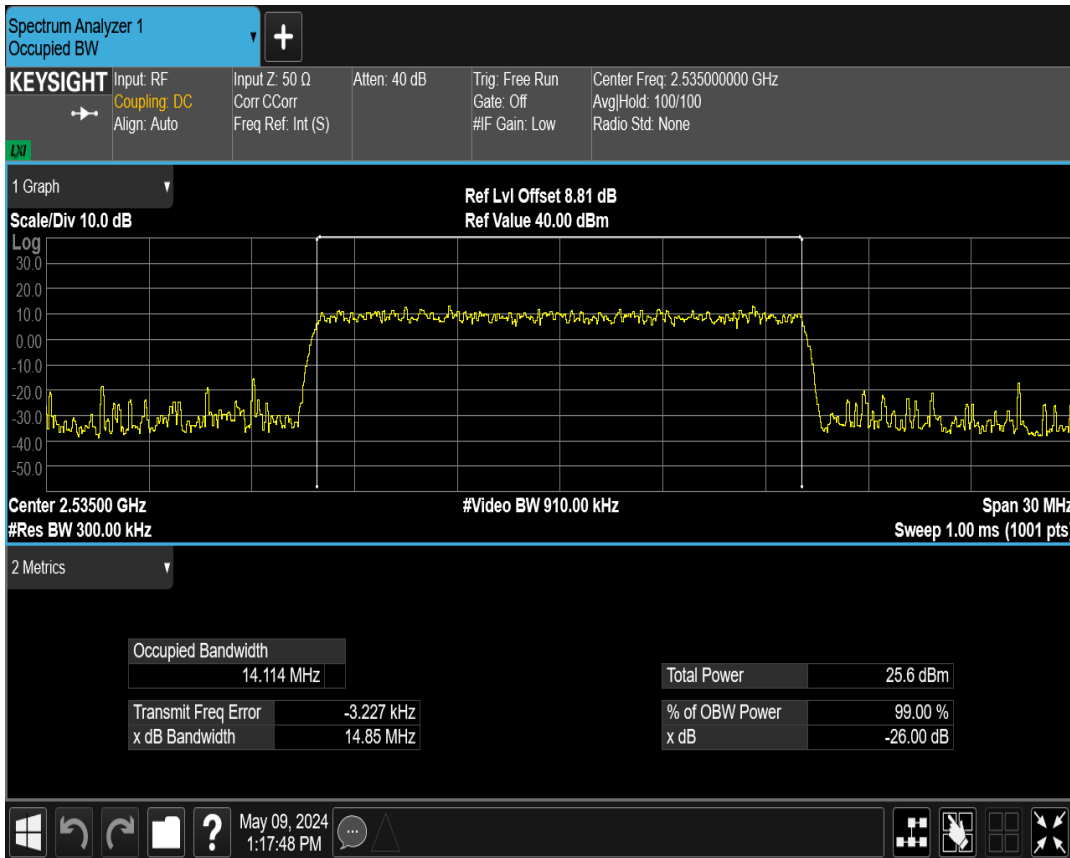 Spectrum Analyzer 1
Occupied BW
+
KEYSIGHT
LXI
Input: RF
Coupling: DC
Align: Auto
Input Z: 50 Ω
Corr CCorr
Freq Ref: Int (S)
Atten: 40 dB
Trig: Free Run
Gate: Off
#IF Gain: Low
Center Freq: 2.535000000 GHz
Avg|Hold: 100/100
Radio Std: None
1 Graph
Scale/Div 10.0 dB
Ref Lvl Offset 8.81 dB
Ref Value 40.00 dBm
Log
30.0
20.0
10.0
0.00
-10.0
-20.0
-30.0
-40.0
-50.0
Center 2.53500 GHz
#Res BW 300.00 kHz
#Video BW 910.00 kHz
Span 30 MHz
Sweep 1.00 ms (1001 pts)
2 Metrics
Occupied Bandwidth
14.114 MHz
Transmit Freq Error -3.227 kHz
x dB Bandwidth 14.85 MHz
Total Power 25.6 dBm
% of OBW Power 99.00 %
x dB -26.00 dB
?
May 09, 2024
1:17:48 PM